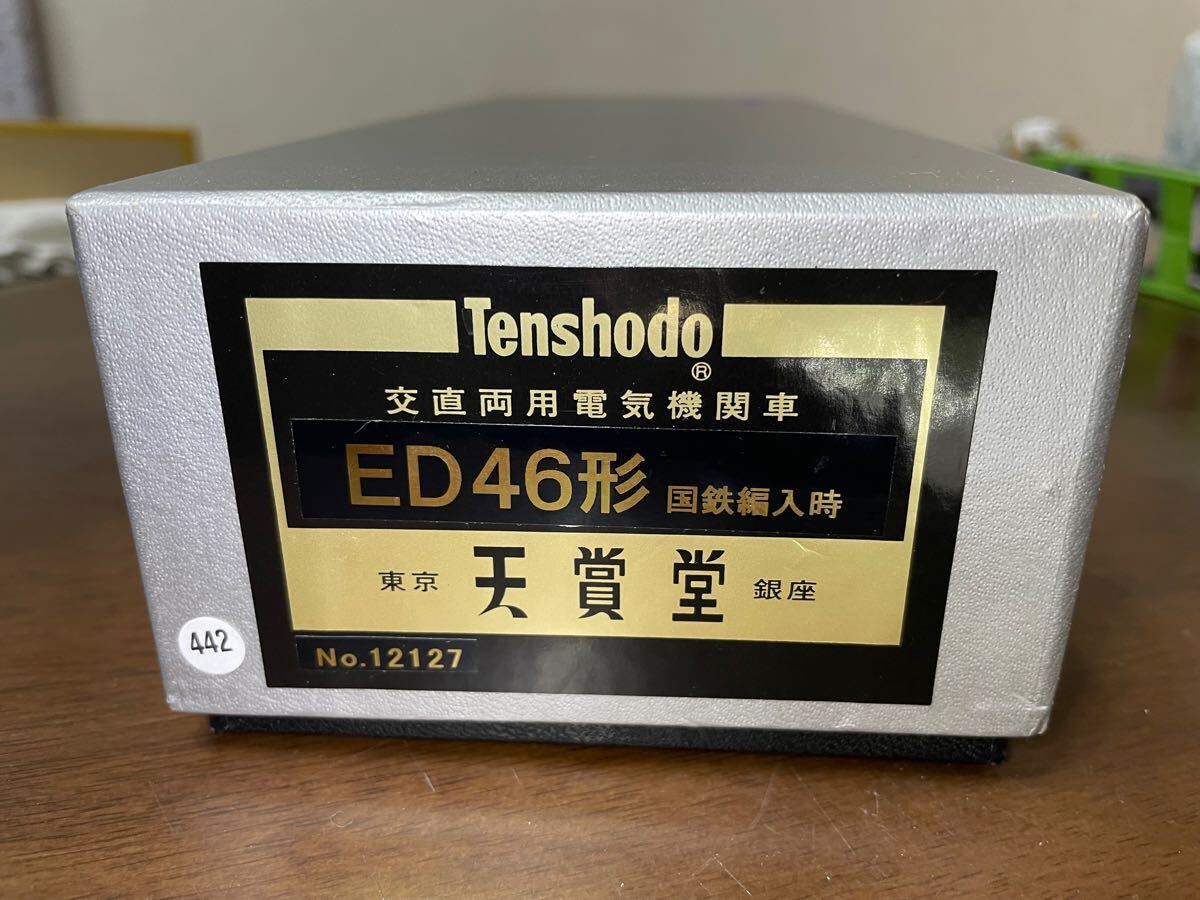 Tenshodo
®
交直両用電気機関車
ED46形 国鉄編入時
東京 天賞堂 銀座
No.12127
442